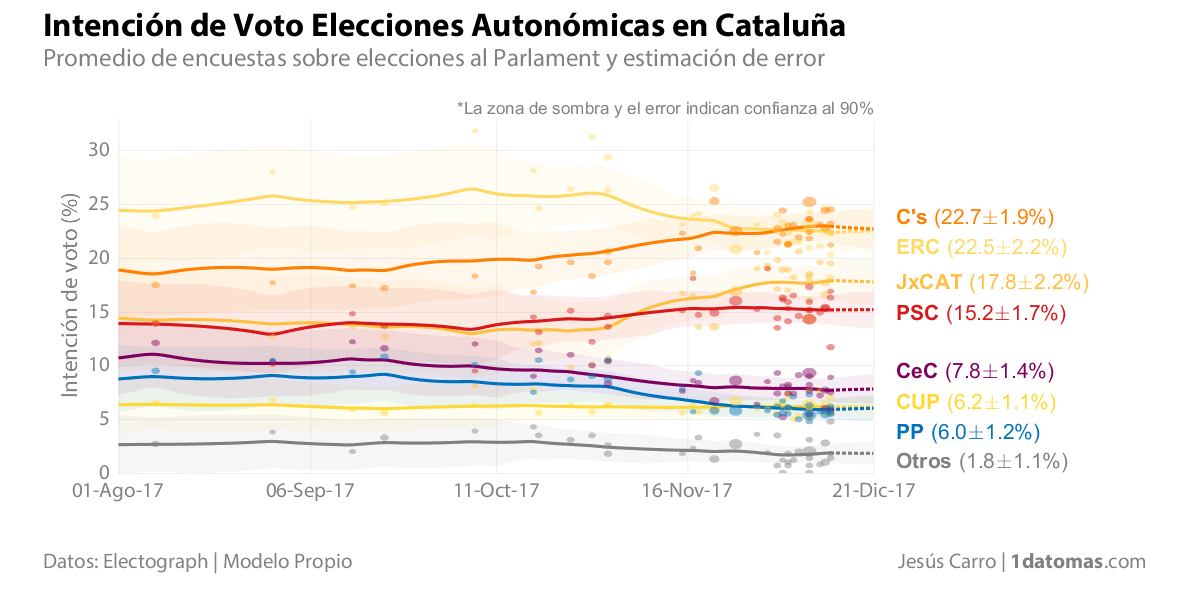 Intención de Voto Elecciones Autonómicas en Cataluña
Promedio de encuestas sobre elecciones al Parlament y estimación de error
*La zona de sombra y el error indican confianza al 90%
Intención de voto (%)
30
25
20
15
10
5
0
01-Ago-17 06-Sep-17 11-Oct-17 16-Nov-17 21-Dic-17
C's (22.7±1.9%)
ERC (22.5±2.2%)
JxCAT (17.8±2.2%)
PSC (15.2±1.7%)
CeC (7.8±1.4%)
CUP (6.2±1.1%)
PP (6.0±1.2%)
Otros (1.8±1.1%)
Datos: Electograph | Modelo Propio
Jesús Carro | 1datomas.com